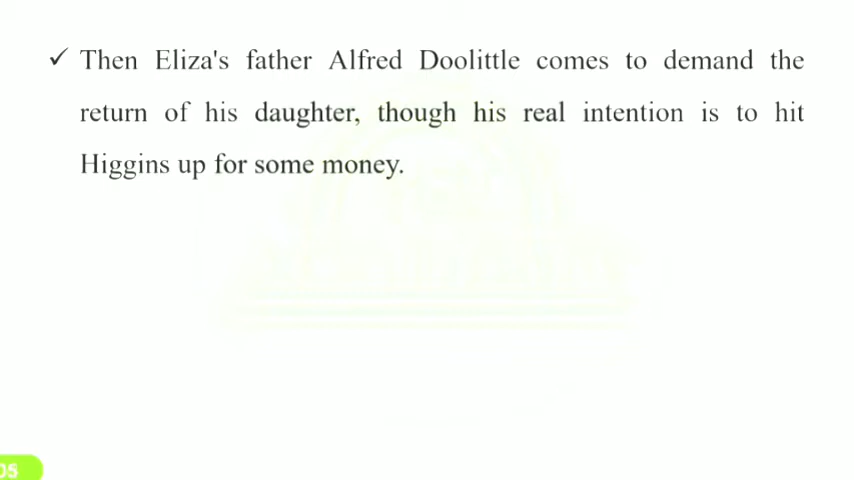 ✓ Then Eliza's father Alfred Doolittle comes to demand the
return of his daughter, though his real intention is to hit
Higgins up for some money.
05